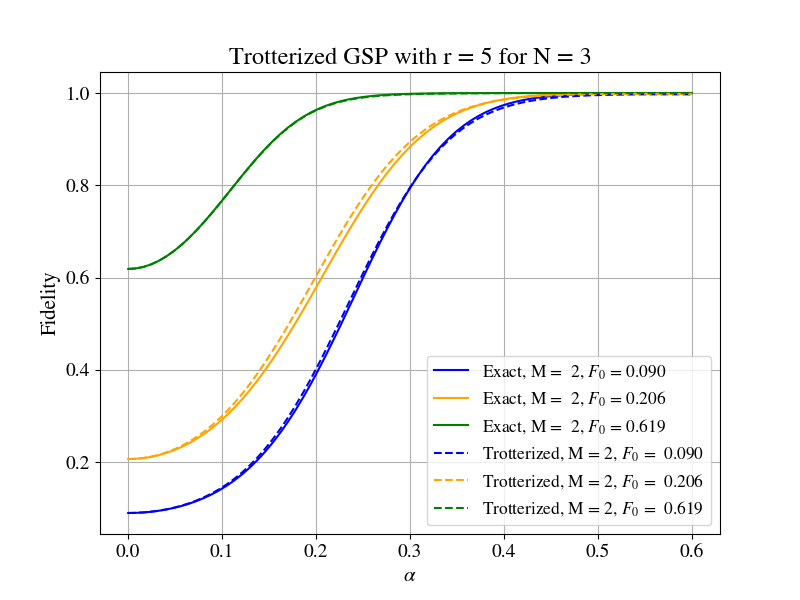 Trotterized GSP with r = 5 for N = 3
Fidelity
1.0
0.8
0.6
0.4
0.2
Exact, M = 2, F₀ = 0.090
Exact, M = 2, F₀ = 0.206
Exact, M = 2, F₀ = 0.619
Trotterized, M = 2, F₀ = 0.090
Trotterized, M = 2, F₀ = 0.206
Trotterized, M = 2, F₀ = 0.619
0.0 0.1 0.2 0.3 0.4 0.5 0.6
α